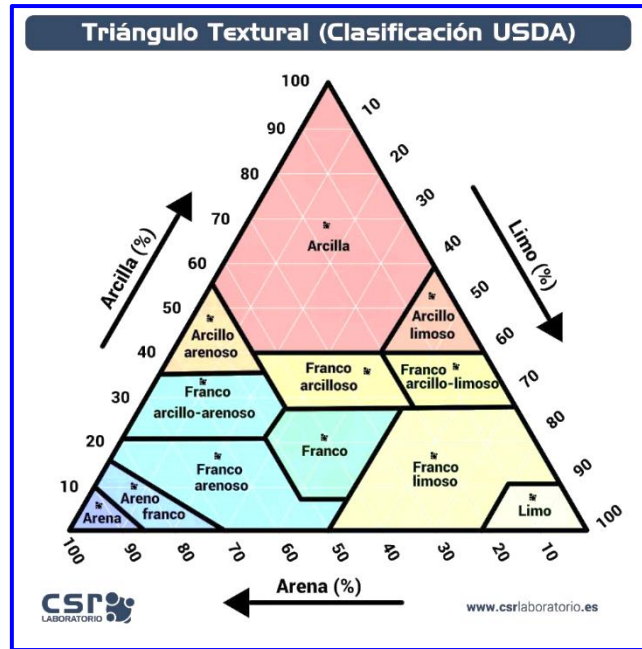 Triángulo Textural (Clasificación USDA)
100
90
80
70
60
50
40
30
20
10
Arcilla (%)
10
20
30
40
50
60
70
80
90
100
Limo (%)
Arcilla
Arcillo
arenoso
Arcillo
limoso
Franco
arcilloso
Franco
arcillo-limoso
Franco
arcillo-arenoso
Franco
arenoso
Franco
Franco
limoso
Areno
franco
Arena
Limo
100
90
80
70
60
50
40
30
20
10
Arena (%)
csr
LABORATORIO
www.csrlaboratorio.es